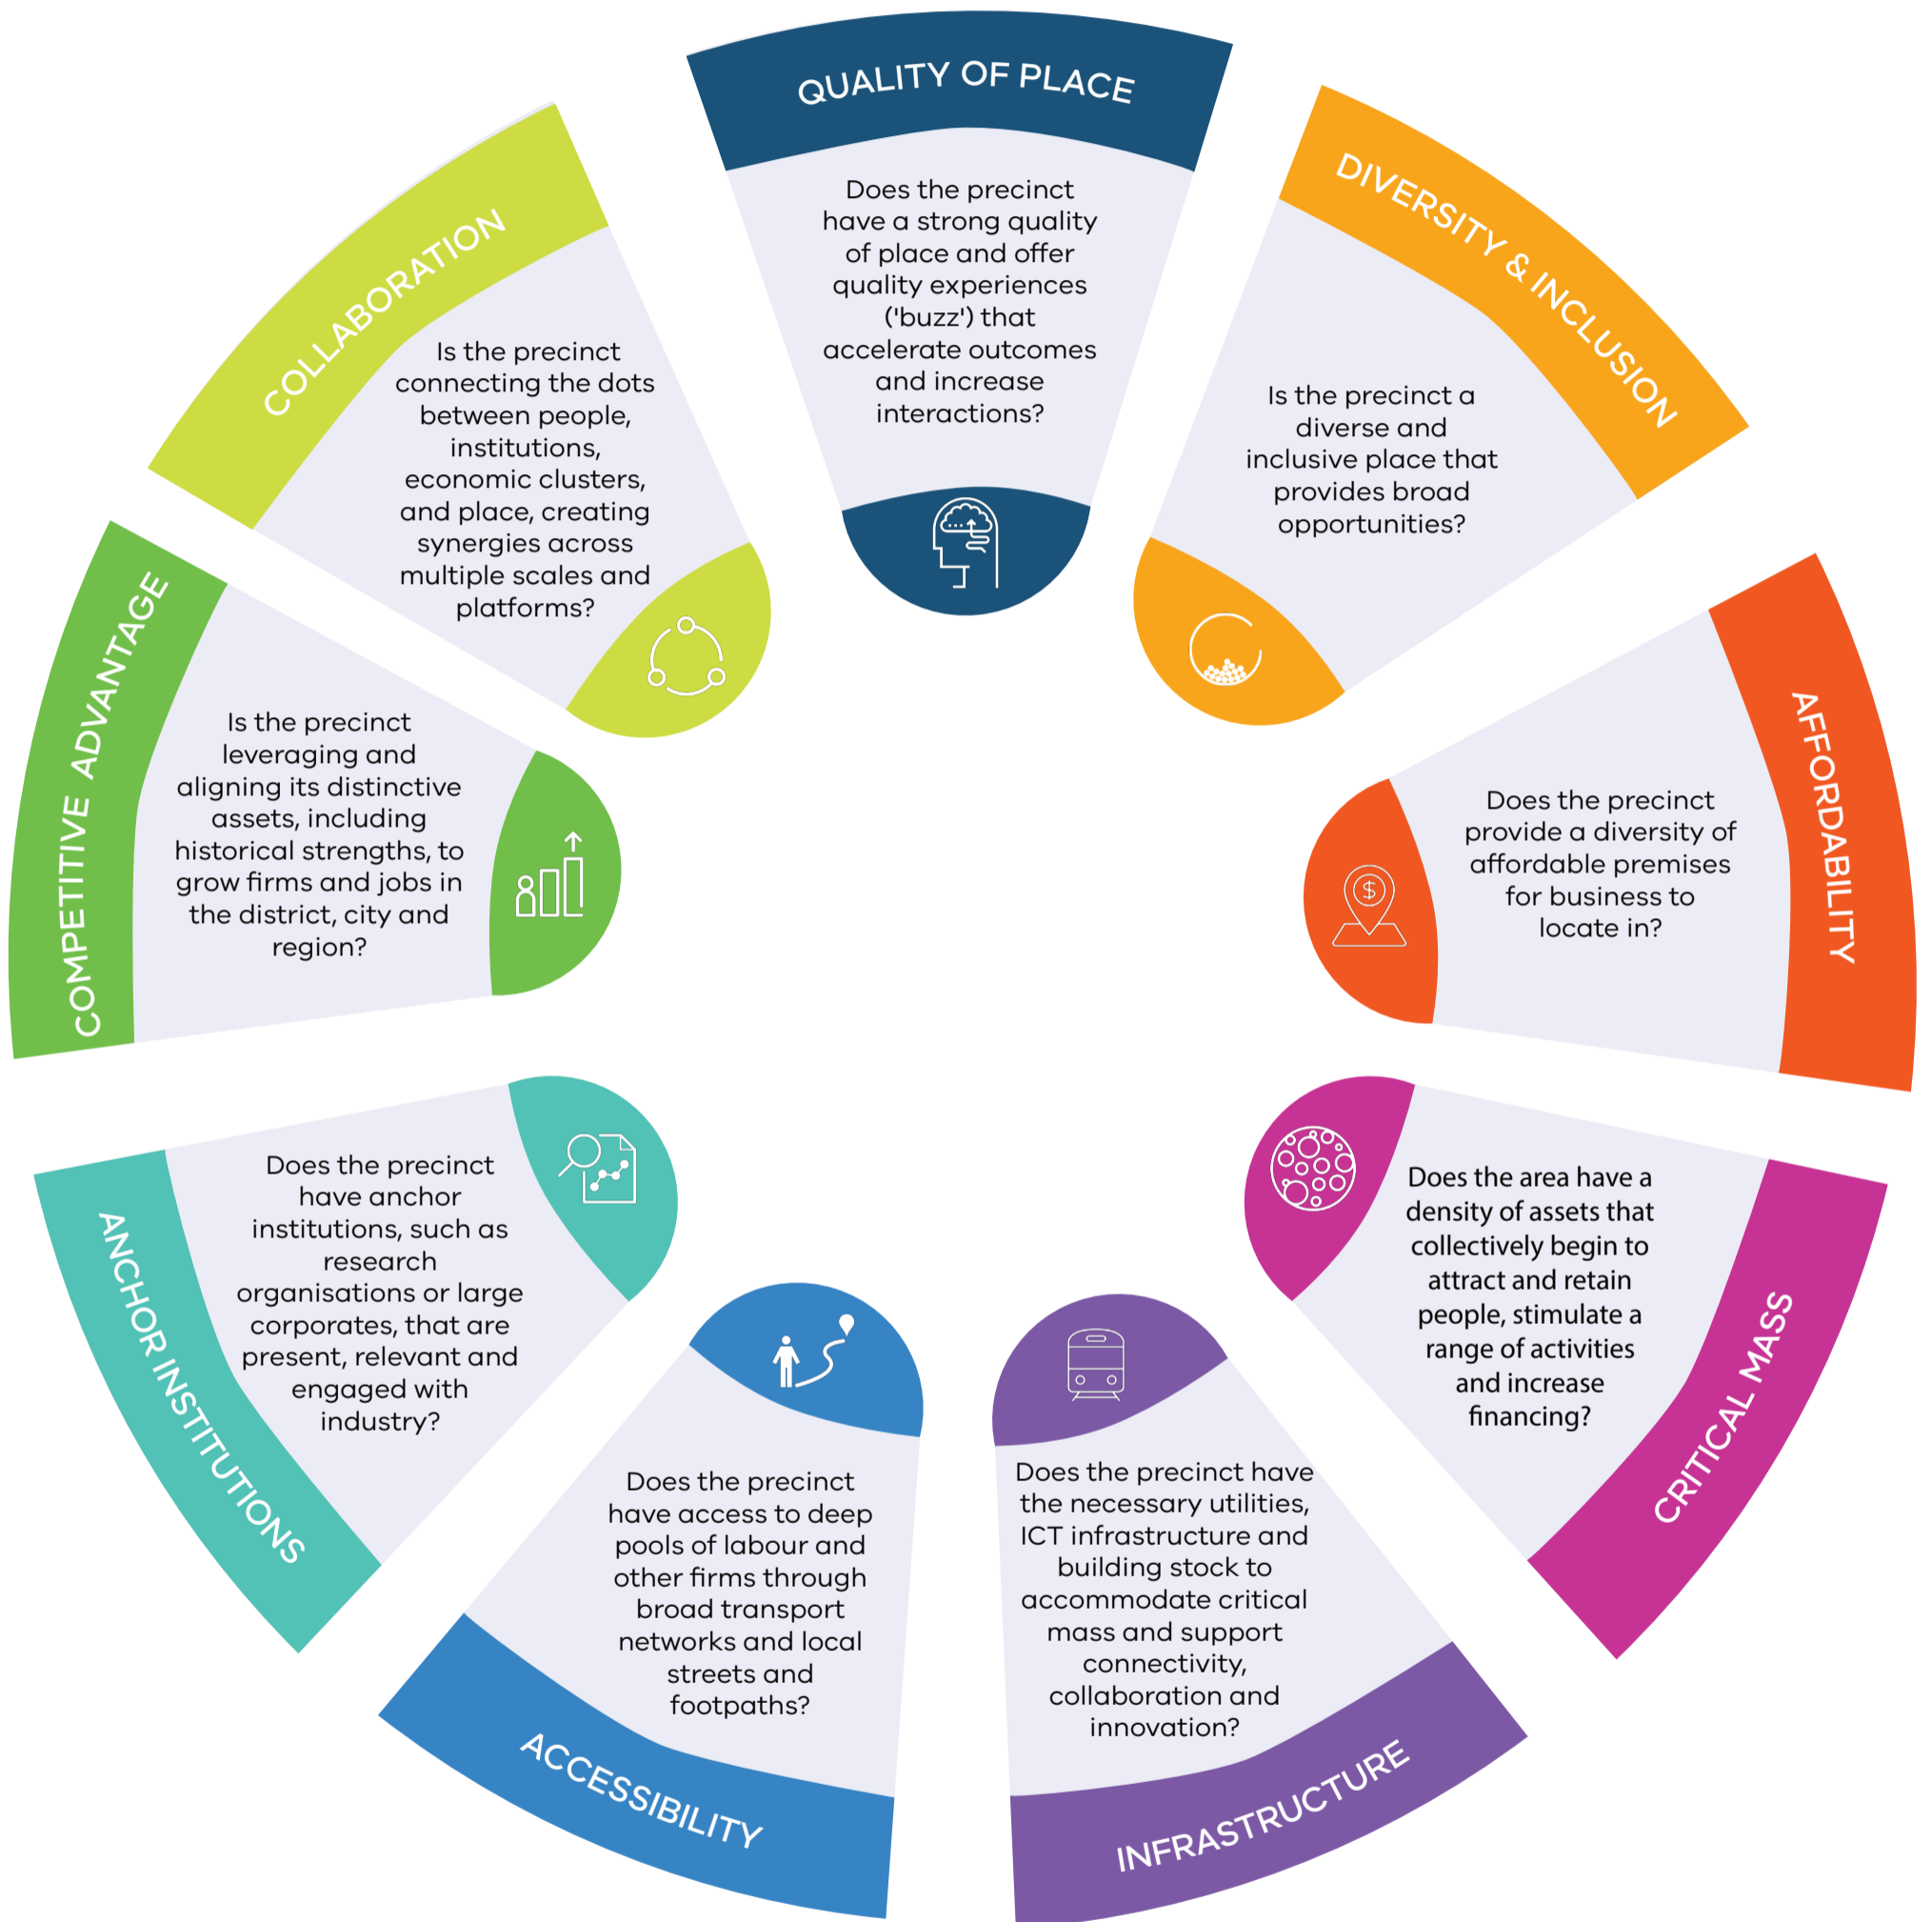 QUALITY OF PLACE
Does the precinct
have a strong quality
of place and offer
quality experiences
('buzz') that
accelerate outcomes
and increase
interactions?
DIVERSITY & INCLUSION
Is the precinct a
diverse and
inclusive place that
provides broad
opportunities?
AFFORDABILITY
Does the precinct
provide a diversity of
affordable premises
for business to
locate in?
$
CRITICAL MASS
Does the area have a
density of assets that
collectively begin to
attract and retain
people, stimulate a
range of activities
and increase
financing?
INFRASTRUCTURE
Does the precinct have
the necessary utilities,
ICT infrastructure and
building stock to
accommodate critical
mass and support
connectivity,
collaboration and
innovation?
ACCESSIBILITY
Does the precinct
have access to deep
pools of labour and
other firms through
broad transport
networks and local
streets and
footpaths?
ANCHOR INSTITUTIONS
Does the precinct
have anchor
institutions, such as
research
organisations or large
corporates, that are
present, relevant and
engaged with
industry?
COMPETITIVE ADVANTAGE
Is the precinct
leveraging and
aligning its distinctive
assets, including
historical strengths, to
grow firms and jobs in
the district, city and
region?
COLLABORATION
Is the precinct
connecting the dots
between people,
institutions,
economic clusters,
and place, creating
synergies across
multiple scales and
platforms?